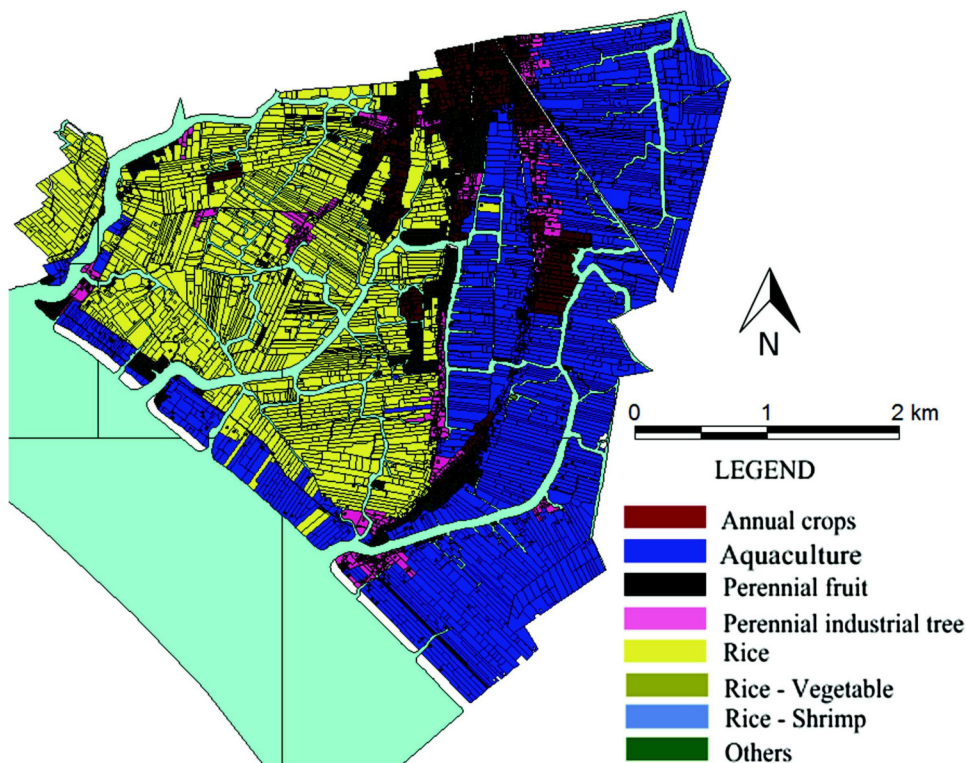 N
0 1 2 km
LEGEND
Annual crops
Aquaculture
Perennial fruit
Perennial industrial tree
Rice
Rice - Vegetable
Rice - Shrimp
Others